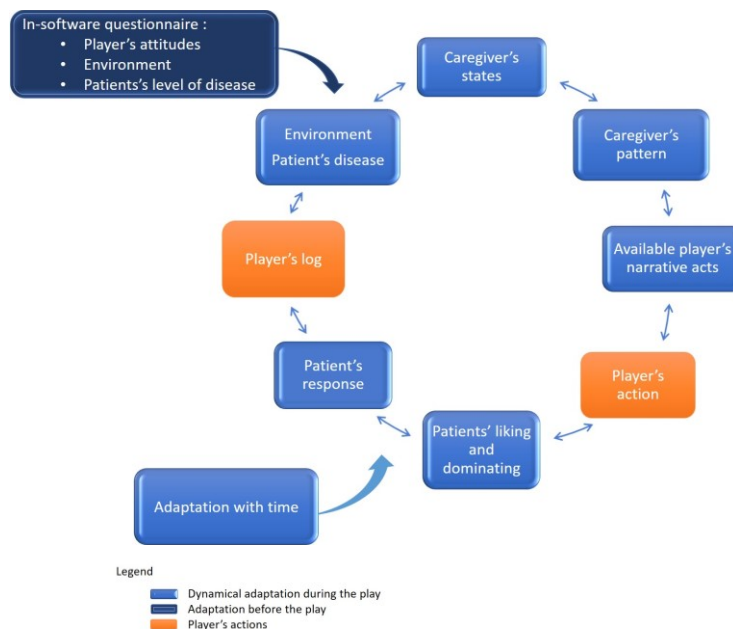 In-software questionnaire :
• Player's attitudes
• Environment
• Patients's level of disease
Caregiver's
states
Environment
Patient's disease
Caregiver's
pattern
Player's log
Available player's
narrative acts
Patient's
response
Player's
action
Patients' liking
and
dominating
Adaptation with time
Legend
Dynamical adaptation during the play
Adaptation before the play
Player's actions